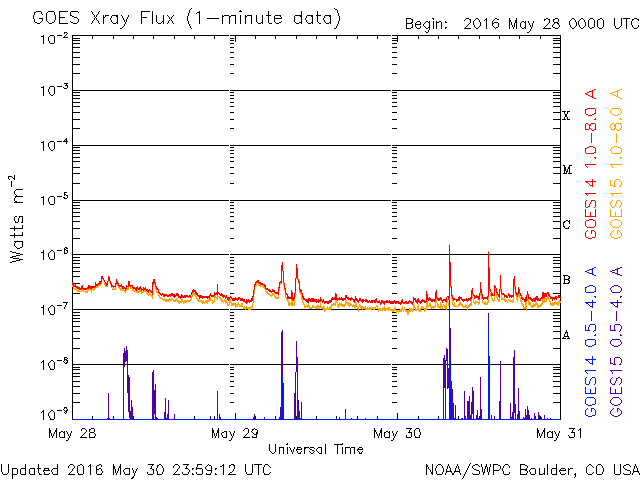 GOES Xray Flux (1-minute data)
Begin: 2016 May 28 0000 UTC
10⁻²
10⁻³
10⁻⁴
10⁻⁵
10⁻⁶
10⁻⁷
10⁻⁸
10⁻⁹
Watts m⁻²
X
M
C
B
A
GOES14 1.0-8.0 A
GOES15 1.0-8.0 A
GOES14 0.5-4.0 A
GOES15 0.5-4.0 A
May 28
May 29
May 30
May 31
Universal Time
Updated 2016 May 30 23:59:12 UTC
NOAA/SWPC Boulder, CO USA